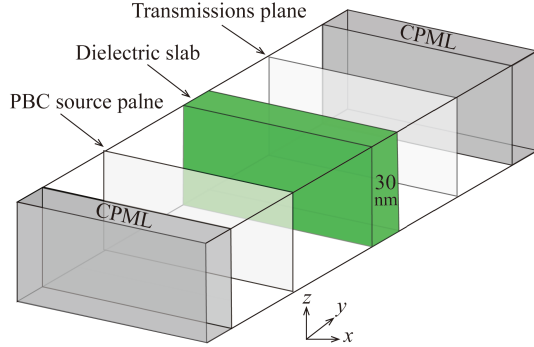 Transmissions plane
CPML
Dielectric slab
PBC source palne
30
nm
CPML
z
y
x